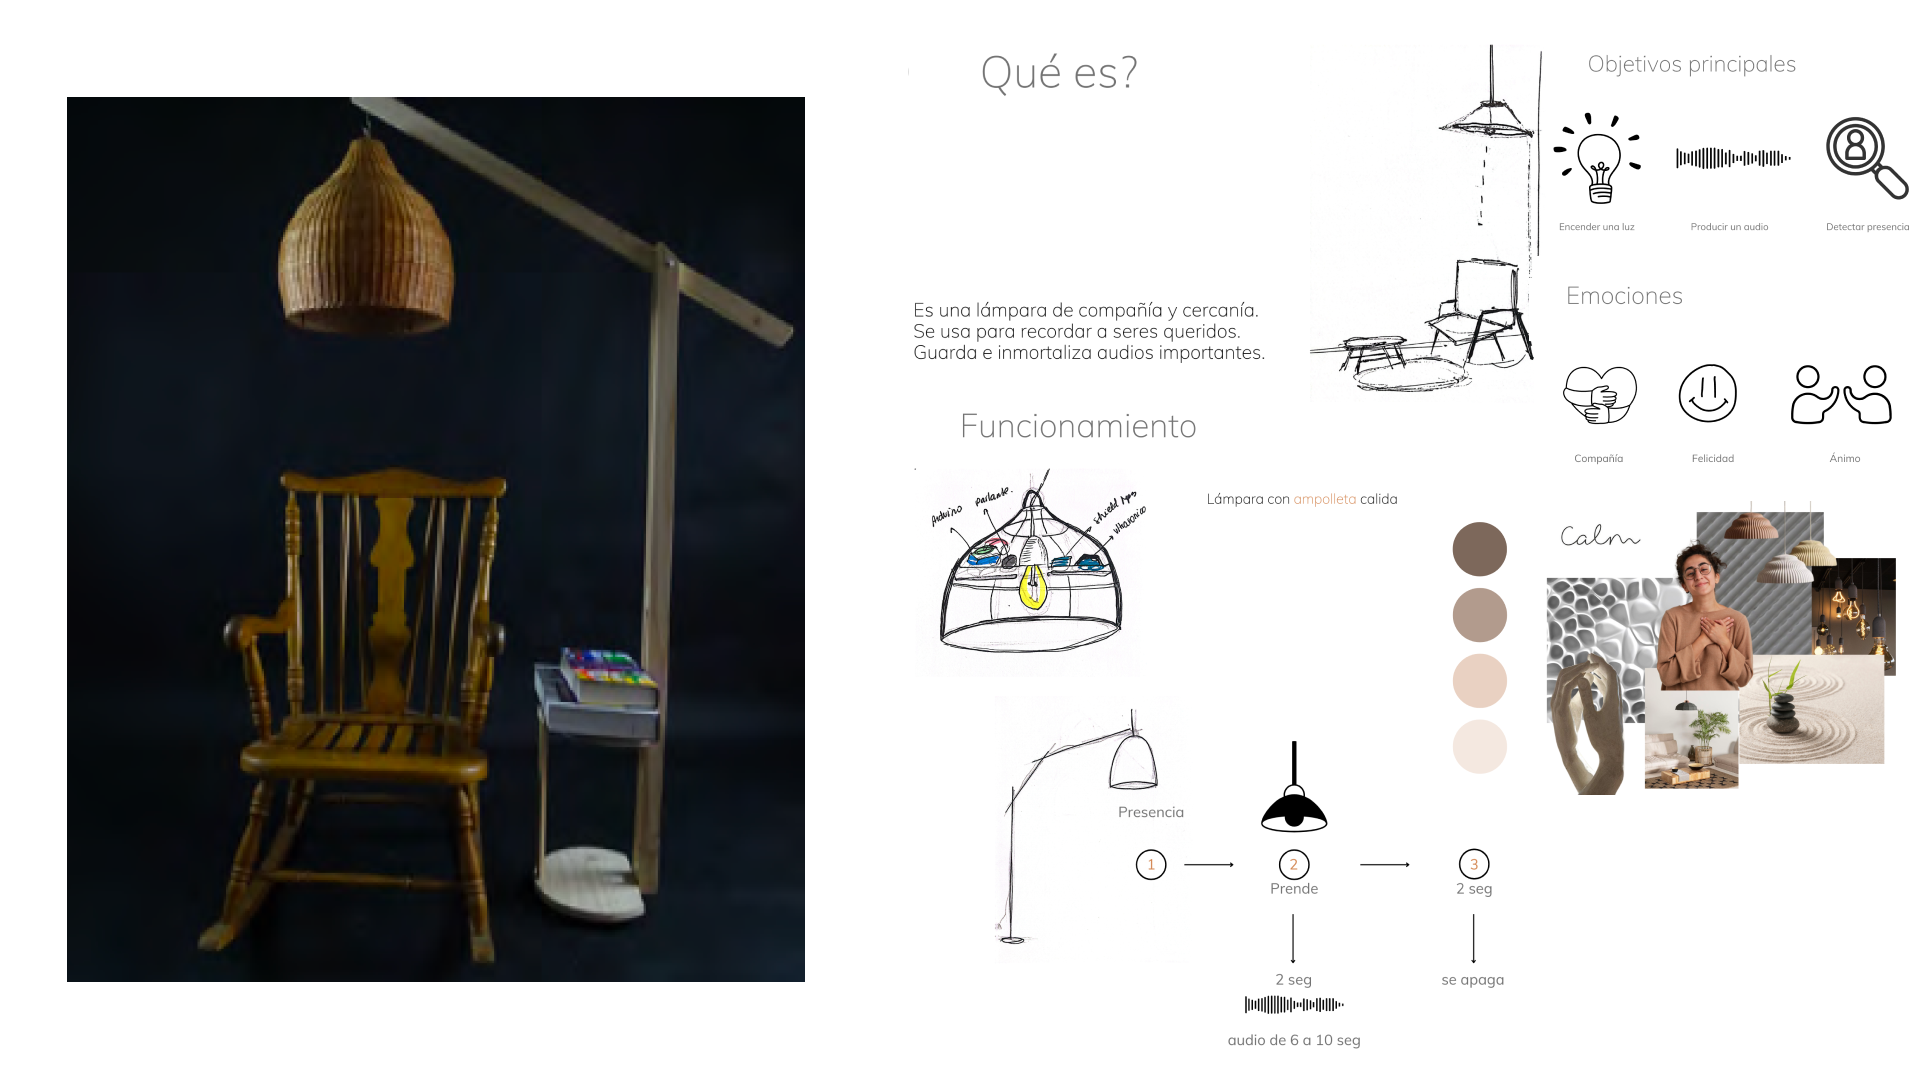 Qué es?
Es una lámpara de compañía y cercanía.
Se usa para recordar a seres queridos.
Guarda e inmortaliza audios importantes.
Objetivos principales
Encender una luz
Producir un audio
Detectar presencia
Emociones
Compañía
Felicidad
Ánimo
Funcionamiento
Arduino
parlante.
shield mp3
ultrasonico
Lámpara con ampolleta calida
Calm
Presencia
1
2
3
Prende
2 seg
2 seg
se apaga
audio de 6 a 10 seg